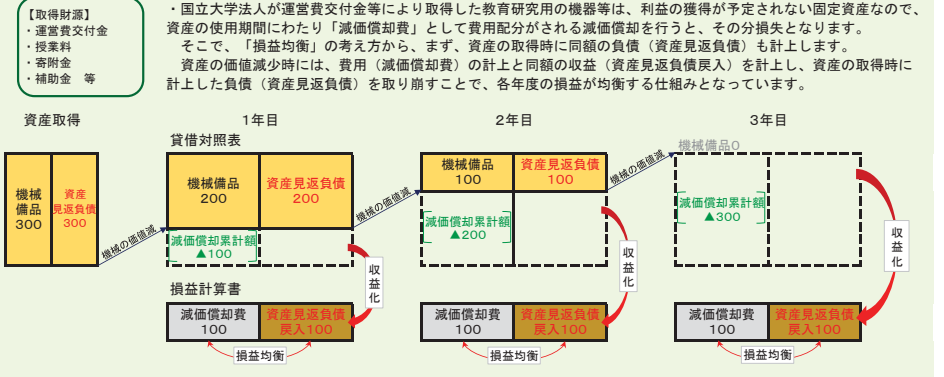 【取得財源】
・運営費交付金
・授業料
・寄附金
・補助金　等
・国立大学法人が運営費交付金等により取得した教育研究用の機器等は、利益の獲得が予定されない固定資産なので、
資産の使用期間にわたり「減価償却費」として費用配分がされる減価償却を行うと、その分損失となります。
そこで、「損益均衡」の考え方から、まず、資産の取得時に同額の負債（資産見返負債）も計上します。
資産の価値減少時には、費用（減価償却費）の計上と同額の収益（資産見返負債戻入）を計上し、資産の取得時に
計上した負債（資産見返負債）を取り崩すことで、各年度の損益が均衡する仕組みとなっています。
資産取得
機械
備品
300
資産
見返負債
300
機械の価値減
1年目
貸借対照表
機械備品
200
資産見返負債
200
減価償却累計額
▲100
収益化
損益計算書
減価償却費
100
資産見返負債
戻入100
損益均衡
機械の価値減
2年目
機械備品
100
資産見返負債
100
減価償却累計額
▲200
収益化
減価償却費
100
資産見返負債
戻入100
損益均衡
機械の価値減
3年目
機械備品0
減価償却累計額
▲300
収益化
減価償却費
100
資産見返負債
戻入100
損益均衡